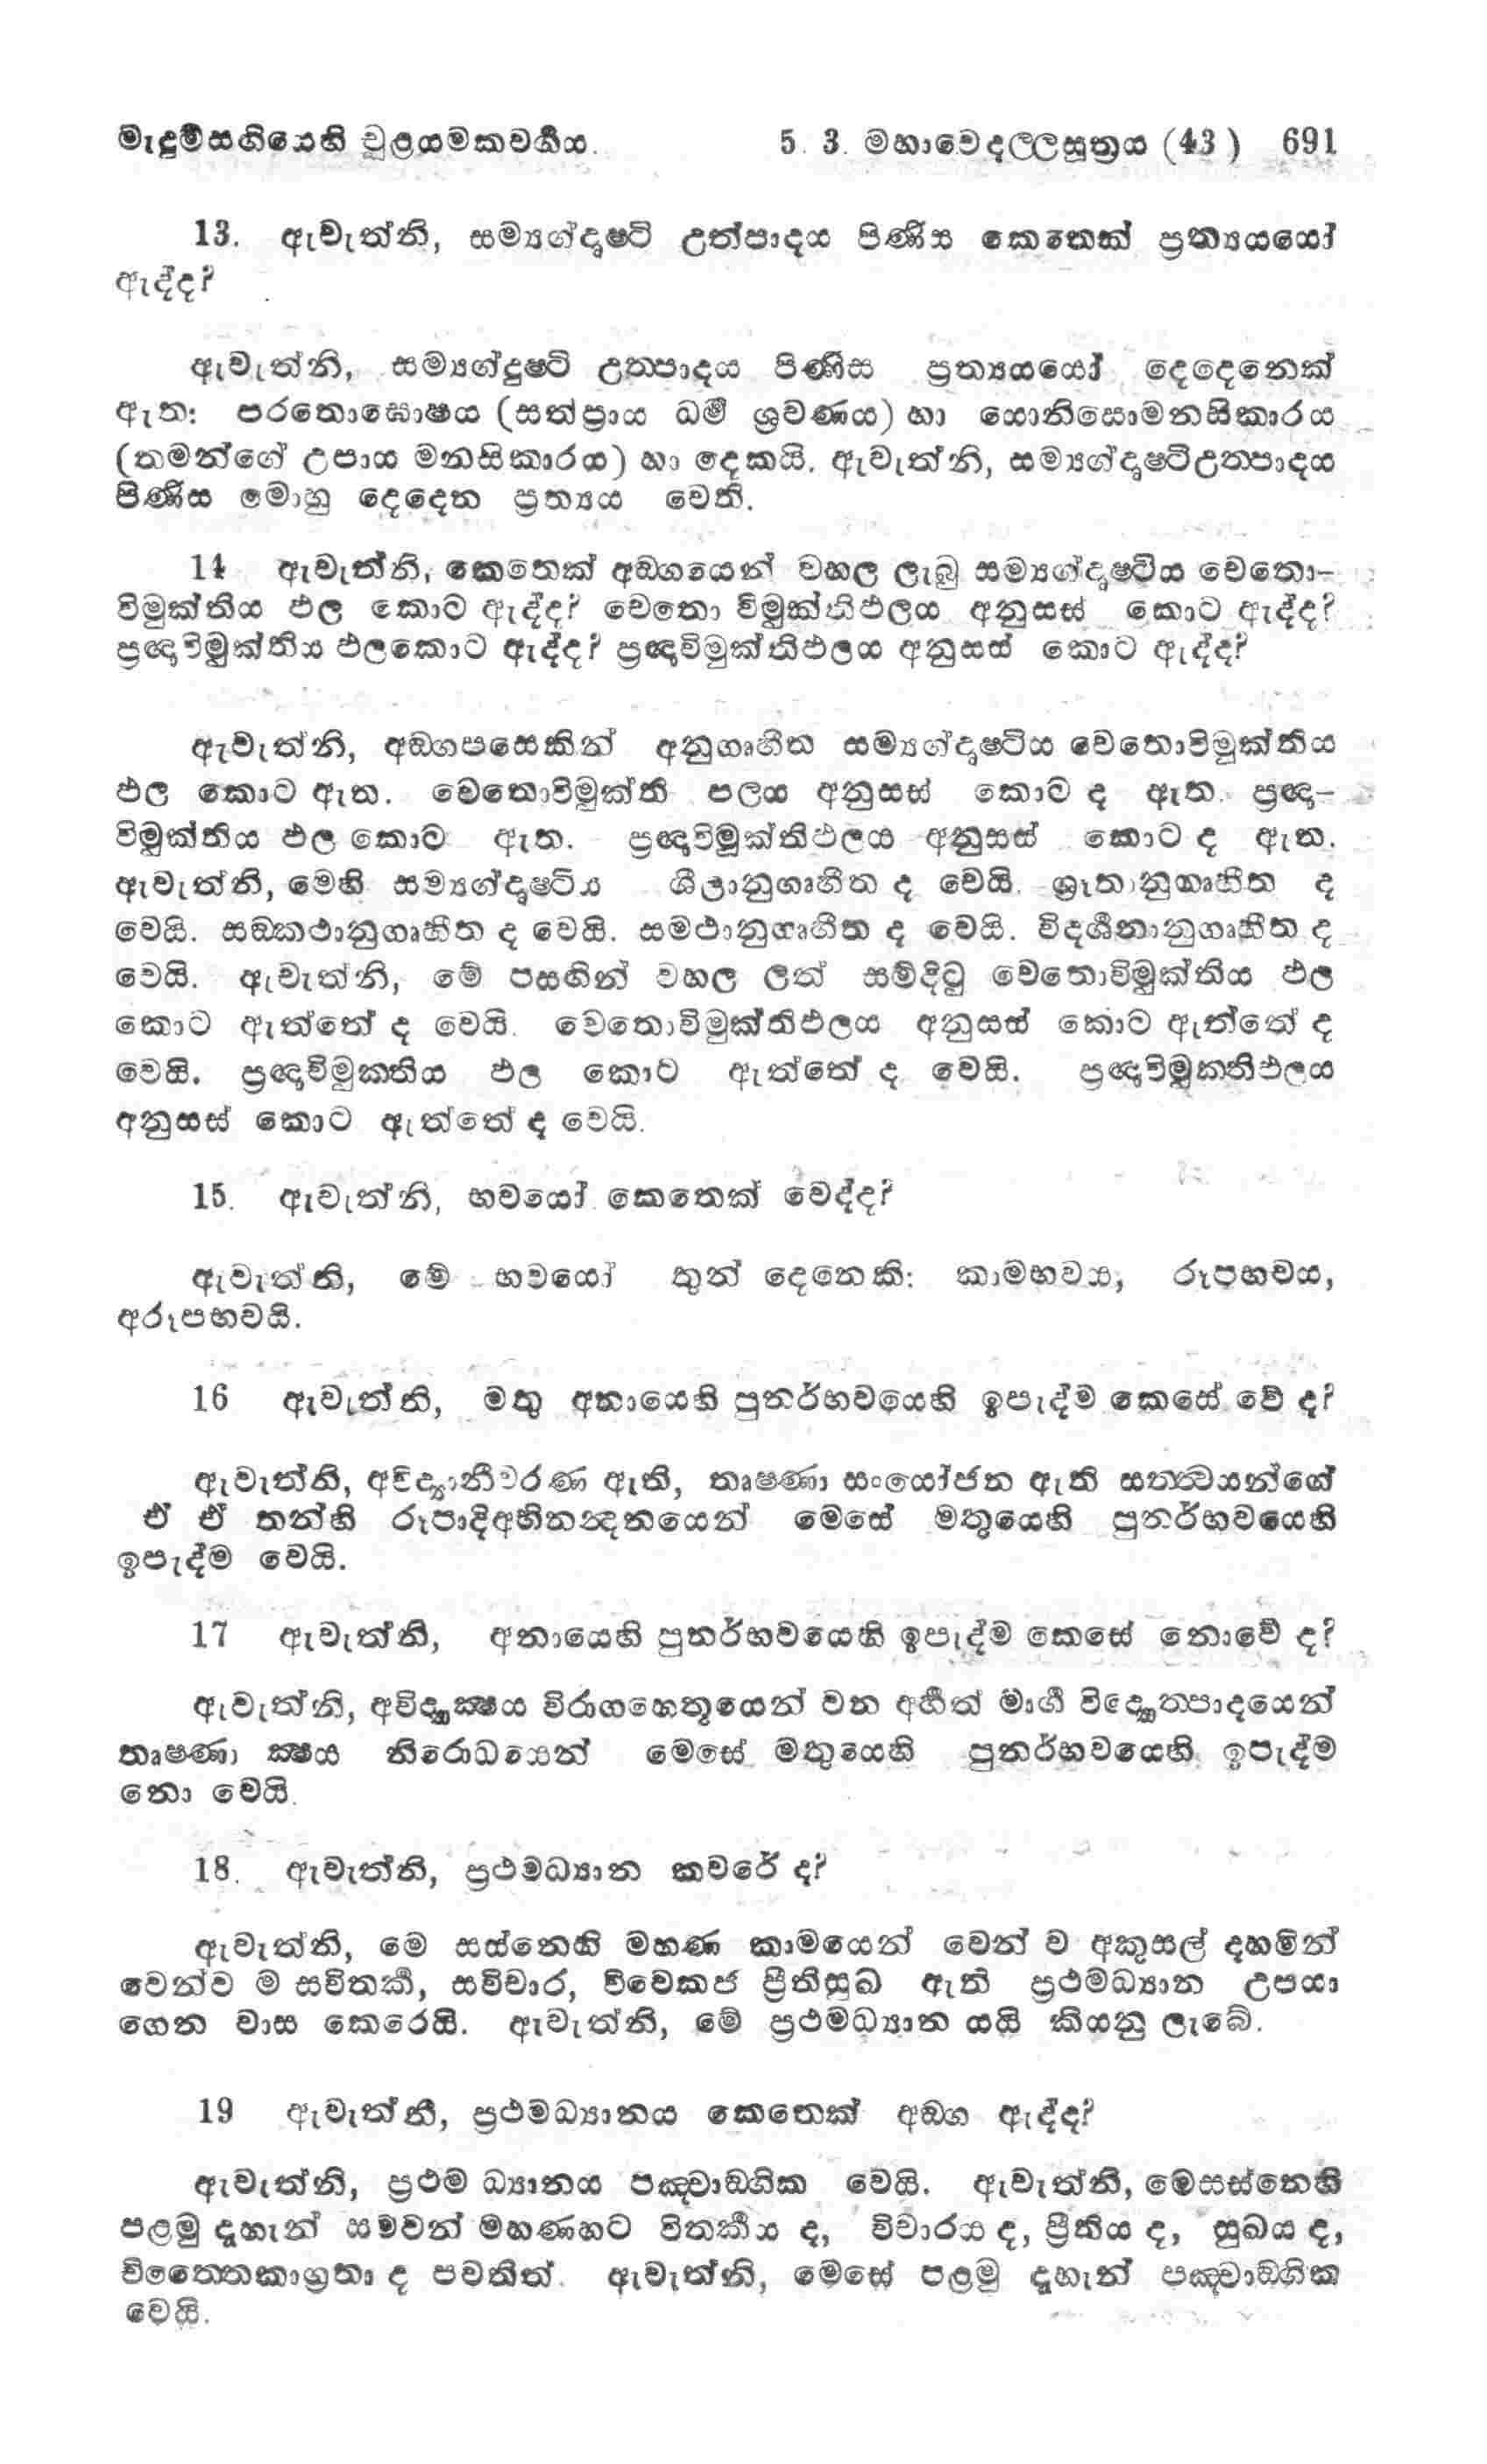 මැදුම්සඟියෙහි චූළයමකවර්ගය. 5. 3. මහාවෙදල්ලසූත්‍රය (43) 691
13. ඇවැත්නි, සම්‍යග්දෘෂ්ටි උත්පාදය පිණිස කෙතෙක් ප්‍රත්‍යයයෝ
ඇද්ද?
ඇවැත්නි, සම්‍යග්දෘෂ්ටි උත්පාදය පිණිස ප්‍රත්‍යයයෝ දෙදෙනෙක්
ඇත: පරතොඝොෂය (සත්ප්‍රාය ධර්ම ශ්‍රවණය) හා යොනිසොමනසිකාරය
(තමන්ගේ උපාය මනසිකාරය) හා දෙකයි. ඇවැත්නි, සම්‍යග්දෘෂ්ටිඋත්පාදය
පිණිස මොහු දෙදෙන ප්‍රත්‍යය වෙති.
14 ඇවැත්නි, කෙතෙක් අඞ්ගයෙන් වහල ලැබූ සම්‍යග්දෘෂ්ටිය චෙතො-
විමුක්තිය ඵල කොට ඇද්ද? චෙතො විමුක්තිඵලය අනුසස් කොට ඇද්ද?
ප්‍රඥාවිමුක්තිය ඵලකොට ඇද්ද? ප්‍රඥාවිමුක්තිඵලය අනුසස් කොට ඇද්ද?
ඇවැත්නි, අඞ්ගපසෙකින් අනුගෘහීත සම්‍යග්දෘෂ්ටිය චෙතොවිමුක්තිය
ඵල කොට ඇත. චෙතොවිමුක්ති පලය අනුසස් කොට ද ඇත. ප්‍රඥා-
විමුක්තිය ඵල කොට ඇත. ප්‍රඥාවිමුක්තිඵලය අනුසස් කොට ද ඇත.
ඇවැත්නි, මෙහි සම්‍යග්දෘෂ්ටිය ශීලානුගෘහීත ද වෙයි. ශ්‍රුතානුගෘහීත ද
වෙයි. සඞ්කථානුගෘහීත ද වෙයි. සමථානුගෘහීත ද වෙයි. විදර්ශනානුගෘහීත ද
වෙයි. ඇවැත්නි, මේ පසඟින් වහල ලත් සම්දිටු චෙතොවිමුක්තිය ඵල
කොට ඇත්තේ ද වෙයි. චෙතොවිමුක්තිඵලය අනුසස් කොට ඇත්තේ ද
වෙයි. ප්‍රඥාවිමුක්තිය ඵල කොට ඇත්තේ ද වෙයි. ප්‍රඥාවිමුක්තිඵලය
අනුසස් කොට ඇත්තේ ද වෙයි.
15. ඇවැත්නි, භවයෝ කෙතෙක් වෙද්ද?
ඇවැත්නි, මේ භවයෝ තුන් දෙනෙකි: කාමභවය, රූපභවය,
අරූපභවයි.
16 ඇවැත්නි, මතු අනායෙහි පුනර්භවයෙහි ඉපැද්ම කෙසේ වේ ද?
ඇවැත්නි, අවිද්‍යානීවරණ ඇති, තෘෂ්ණා සංයෝජන ඇති සත්ත්වයන්ගේ
ඒ ඒ තන්හි රූපාදිඅභිනන්දනයෙන් මෙසේ මතුයෙහි පුනර්භවයෙහි
ඉපැද්ම වෙයි.
17 ඇවැත්නි, අනායෙහි පුනර්භවයෙහි ඉපැද්ම කෙසේ නොවේ ද?
ඇවැත්නි, අවිද්‍යාක්ෂය විරාගහෙතුයෙන් වන අර්හත් මාර්ග විද්‍යොත්පාදයෙන්
තෘෂ්ණා ක්ෂය නිරොධයෙන් මෙසේ මතුයෙහි පුනර්භවයෙහි ඉපැද්ම
නො වෙයි.
18. ඇවැත්නි, ප්‍රථමධ්‍යාන කවරේ ද?
ඇවැත්නි, මෙ සස්නෙහි මහණ කාමයෙන් වෙන් ව අකුසල් දහමින්
වෙන්ව ම සවිතර්ක, සවිචාර, විවෙකජ ප්‍රීතිසුඛ ඇති ප්‍රථමධ්‍යාන උපයා
ගෙන වාස කෙරෙයි. ඇවැත්නි, මේ ප්‍රථමධ්‍යාන යයි කියනු ලැබේ.
19 ඇවැත්නි, ප්‍රථමධ්‍යානය කෙතෙක් අඞ්ග ඇද්ද?
ඇවැත්නි, ප්‍රථම ධ්‍යානය පඤ්චාඞ්ගික වෙයි. ඇවැත්නි, මෙසස්නෙහි
පළමු දූහැන් සමවන් මහණහට විතර්කය ද, විචාරය ද, ප්‍රීතිය ද, සුඛය ද,
චිත්තෙකාග්‍රතා ද පවතිත්. ඇවැත්නි, මෙසේ පළමු දූහැන් පඤ්චාඞ්ගික
වෙයි.